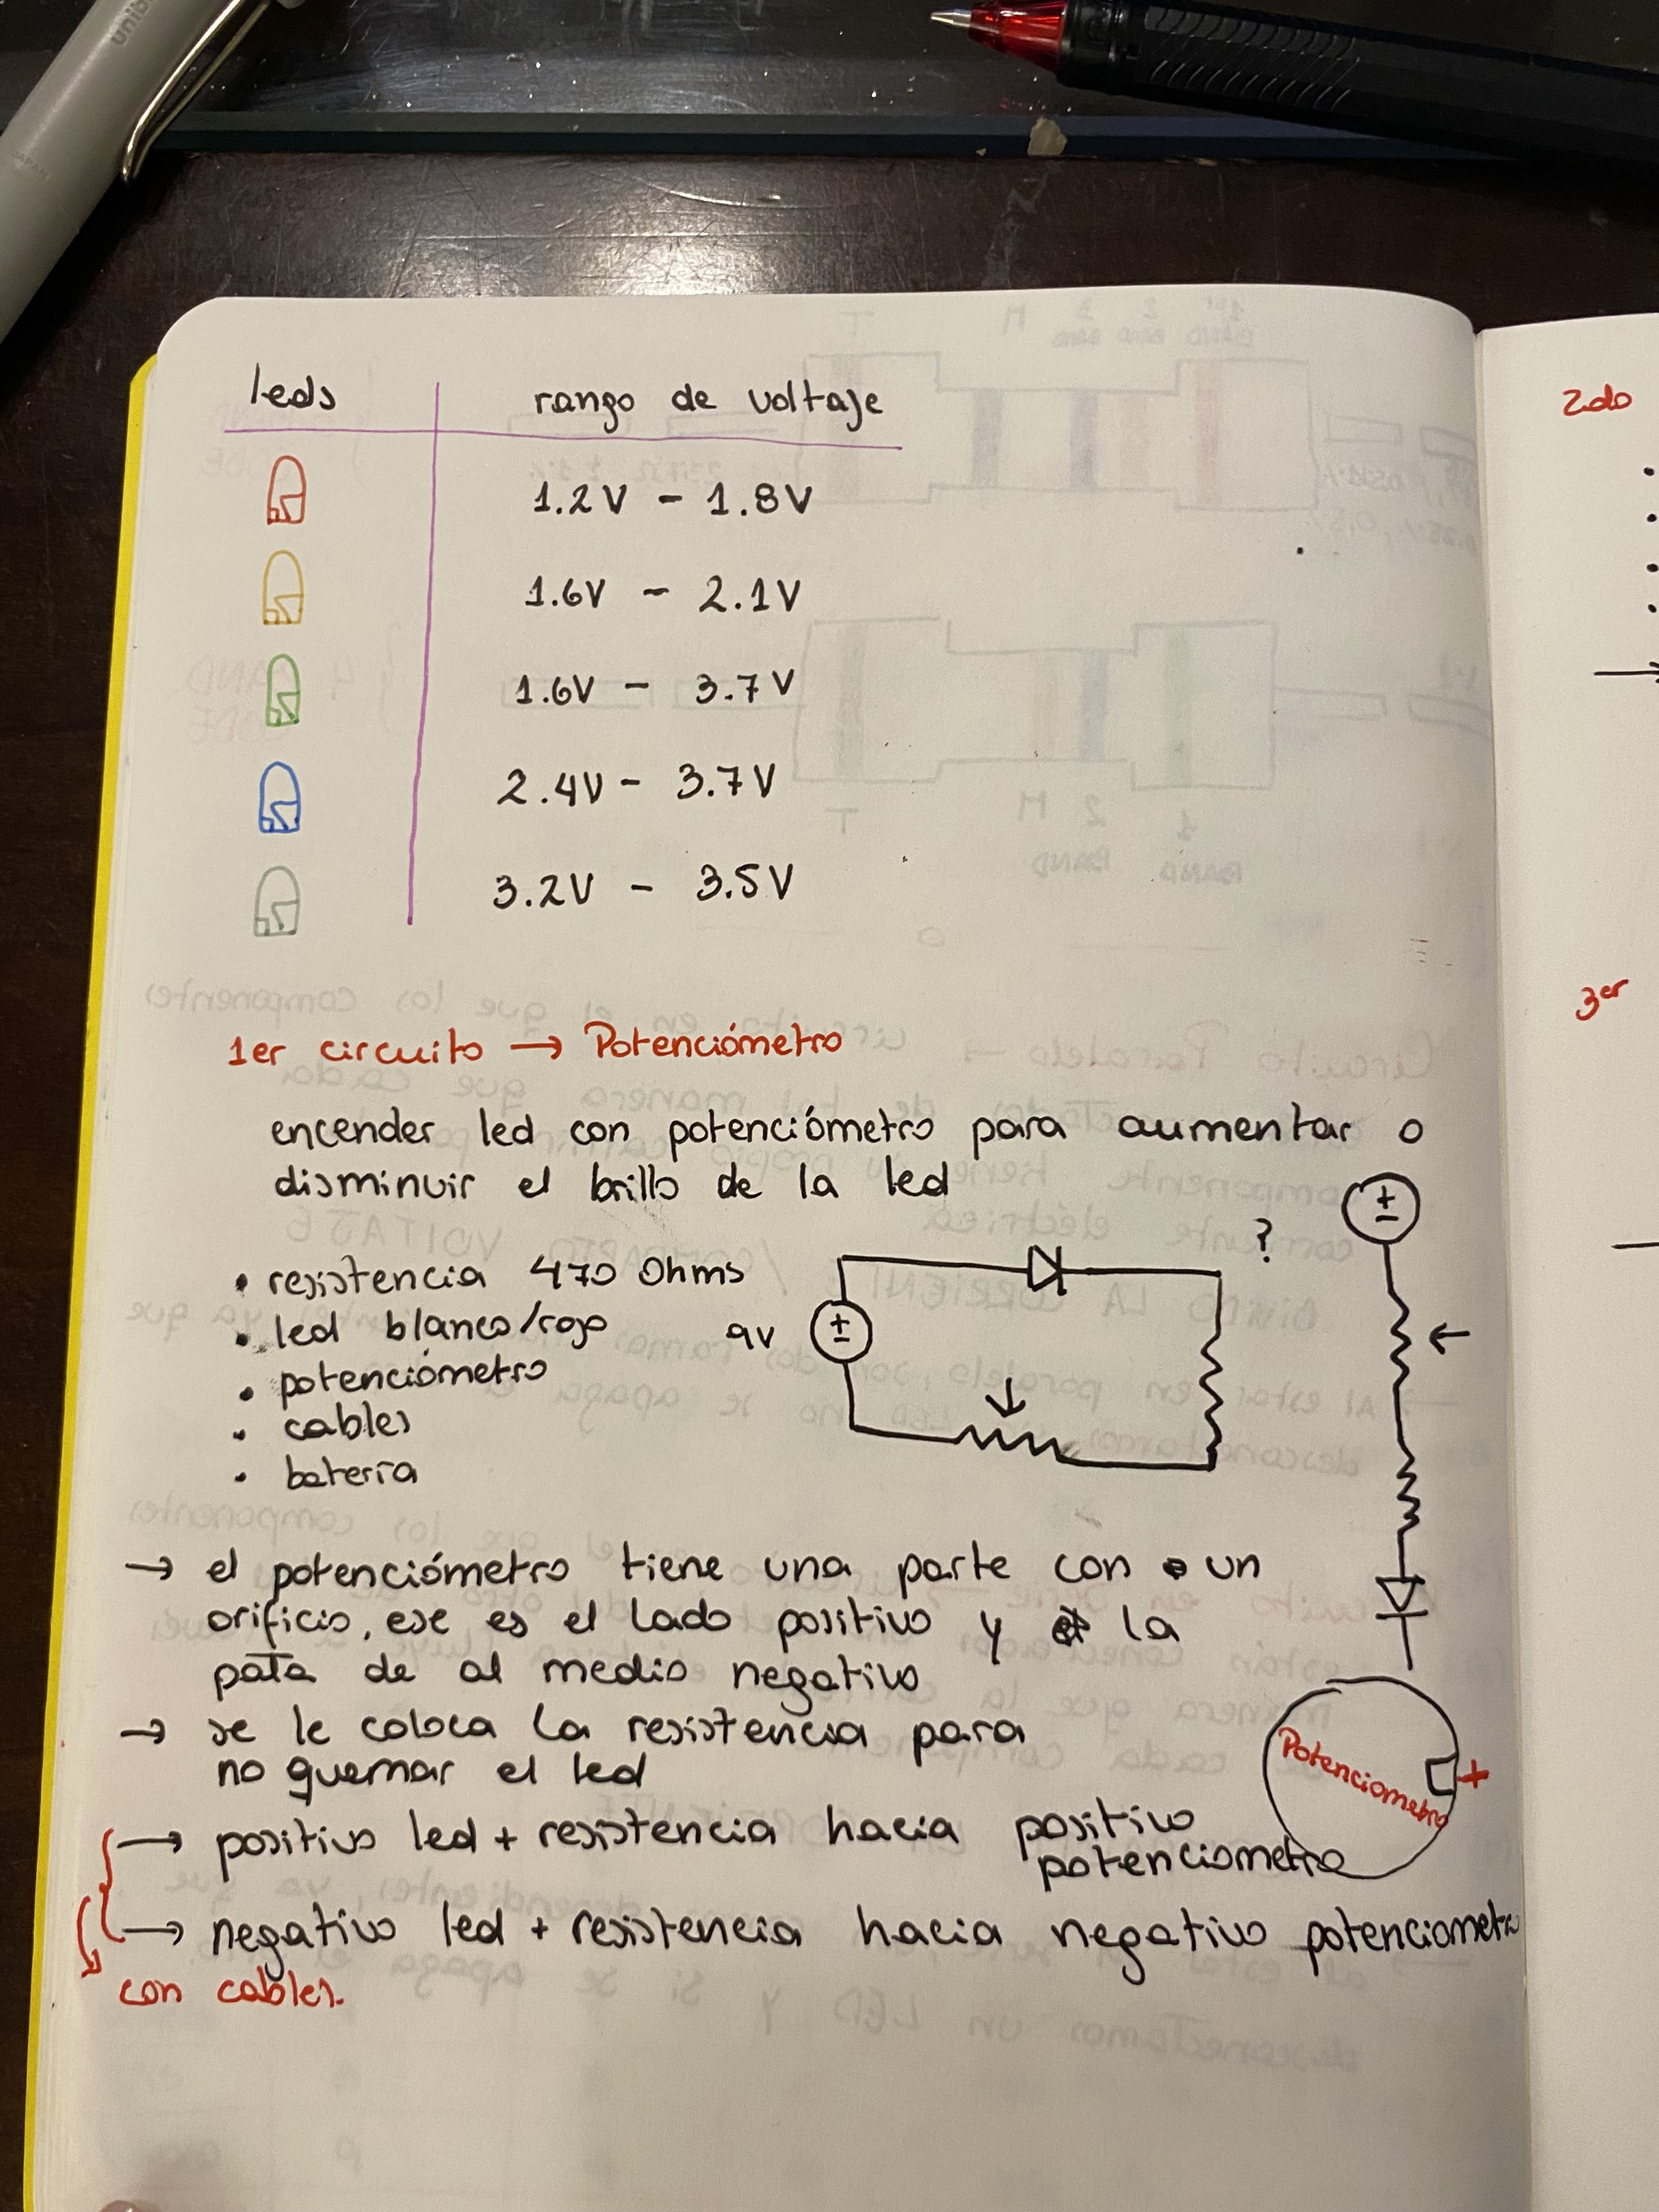 leds rango de voltaje
1.2V - 1.8V
1.6V - 2.1V
1.6V - 3.7V
2.4V - 3.7V
3.2V - 3.5V
1er circuito → Potenciómetro
encender led con potenciómetro para aumentar o
disminuir el brillo de la led
• resistencia 470 Ohms
• led blanco/rojo
• potenciómetro
• cables
• batería
9V
±
?
±
→ el potenciómetro tiene una parte con un
orificio, ese es el lado positivo y la
pata de al medio negativo
→ se le coloca la resistencia para
no quemar el led
Potenciometro +
→ positivo led + resistencia hacia positivo
potenciometro
→ negativo led + resistencia hacia negativo potenciometro
con cables.
2do
3er